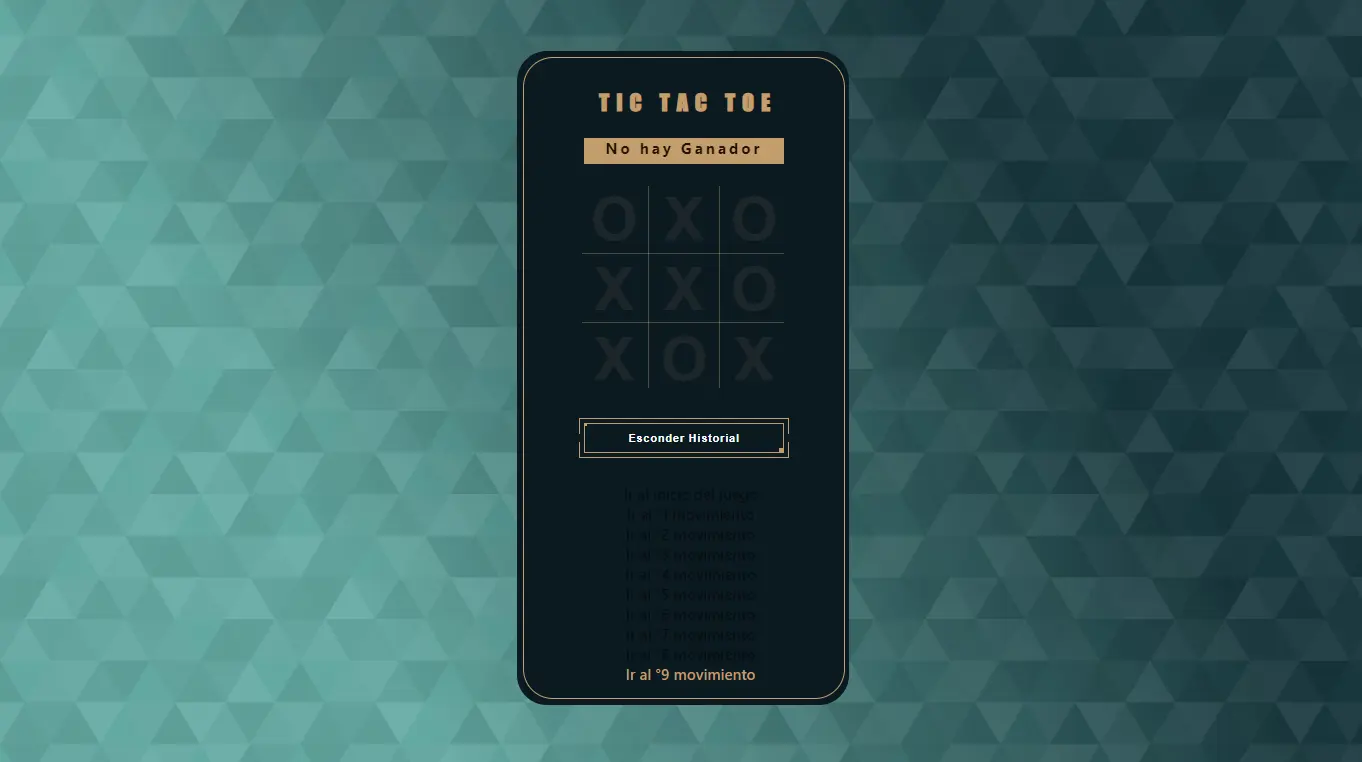 TIC TAC TOE
No hay Ganador
O X O
X X O
X O X
Esconder Historial
Ir al inicio del juego
Ir al °1 movimiento
Ir al °2 movimiento
Ir al °3 movimiento
Ir al °4 movimiento
Ir al °5 movimiento
Ir al °6 movimiento
Ir al °7 movimiento
Ir al °8 movimiento
Ir al °9 movimiento